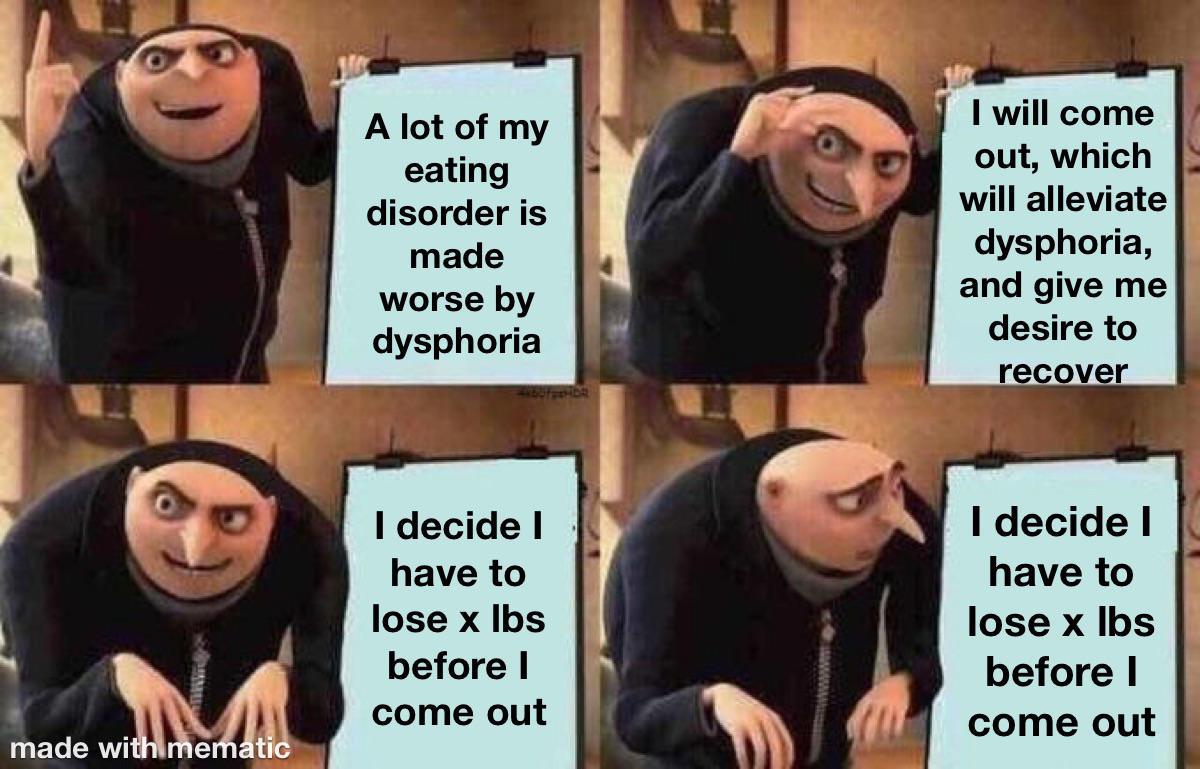 A lot of my
eating
disorder is
made
worse by
dysphoria
I will come
out, which
will alleviate
dysphoria,
and give me
desire to
recover
I decide I
have to
lose x lbs
before I
come out
I decide I
have to
lose x lbs
before I
come out
made with mematic